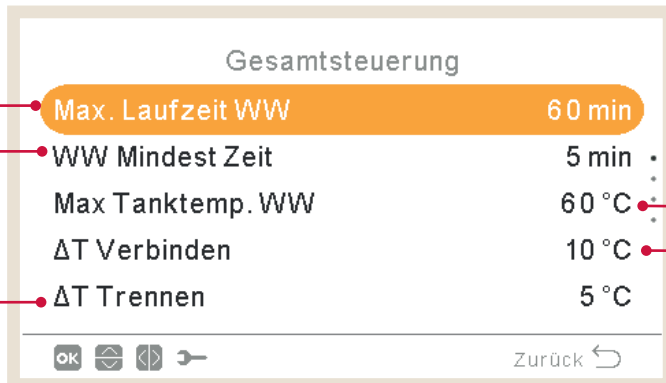 Gesamtsteuerung
Max. Laufzeit WW 60 min
WW Mindest Zeit 5 min
Max Tanktemp. WW 60 °C
ΔT Verbinden 10 °C
ΔT Trennen 5 °C
OK Zurück